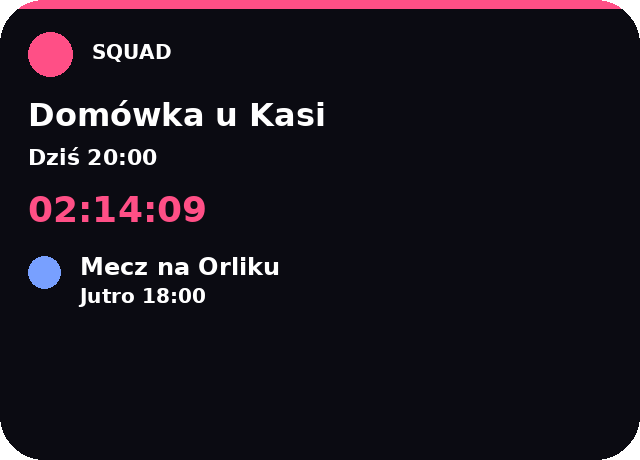 SQUAD
Domówka u Kasi
Dziś 20:00
02:14:09
Mecz na Orliku
Jutro 18:00